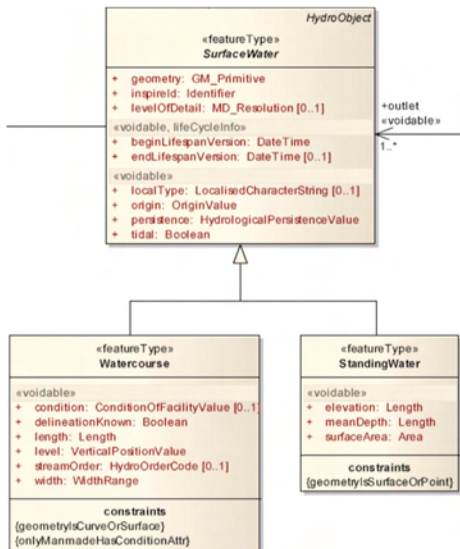 HydroObject
«featureType»
SurfaceWater
+ geometry: GM_Primitive
+ inspireId: Identifier
+ levelOfDetail: MD_Resolution [0..1]
«voidable, lifeCycleInfo»
+ beginLifespanVersion: DateTime
+ endLifespanVersion: DateTime [0..1]
«voidable»
+ localType: LocalisedCharacterString [0..1]
+ origin: OriginValue
+ persistence: HydrologicalPersistenceValue
+ tidal: Boolean
+outlet
«voidable»
1..*
«featureType»
Watercourse
«voidable»
+ condition: ConditionOfFacilityValue [0..1]
+ delineationKnown: Boolean
+ length: Length
+ level: VerticalPositionValue
+ streamOrder: HydroOrderCode [0..1]
+ width: WidthRange
constraints
{geometryIsCurveOrSurface}
{onlyManmadeHasConditionAttr}
«featureType»
StandingWater
«voidable»
+ elevation: Length
+ meanDepth: Length
+ surfaceArea: Area
constraints
{geometryIsSurfaceOrPoint}